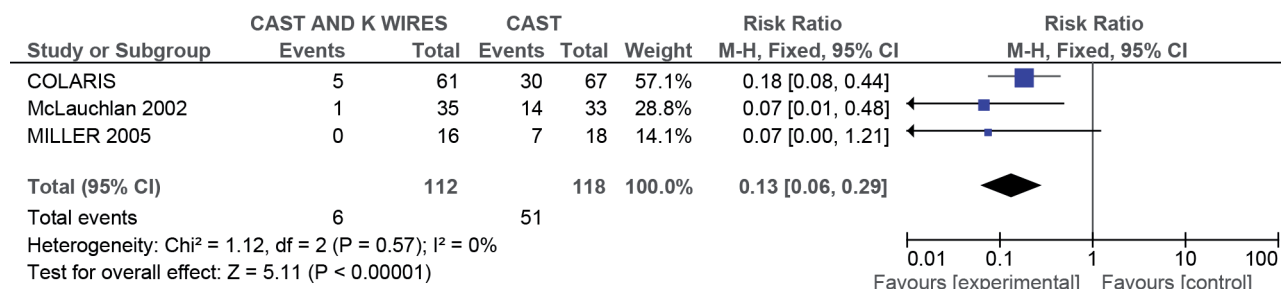 CAST AND K WIRES CAST Risk Ratio Risk Ratio
Study or Subgroup Events Total Events Total Weight M-H, Fixed, 95% CI M-H, Fixed, 95% CI
COLARIS 5 61 30 67 57.1% 0.18 [0.08, 0.44]
McLauchlan 2002 1 35 14 33 28.8% 0.07 [0.01, 0.48]
MILLER 2005 0 16 7 18 14.1% 0.07 [0.00, 1.21]
Total (95% CI) 112 118 100.0% 0.13 [0.06, 0.29]
Total events 6 51
Heterogeneity: Chi² = 1.12, df = 2 (P = 0.57); I² = 0%
Test for overall effect: Z = 5.11 (P < 0.00001)
0.01 0.1 1 10 100
Favours [experimental] Favours [control]